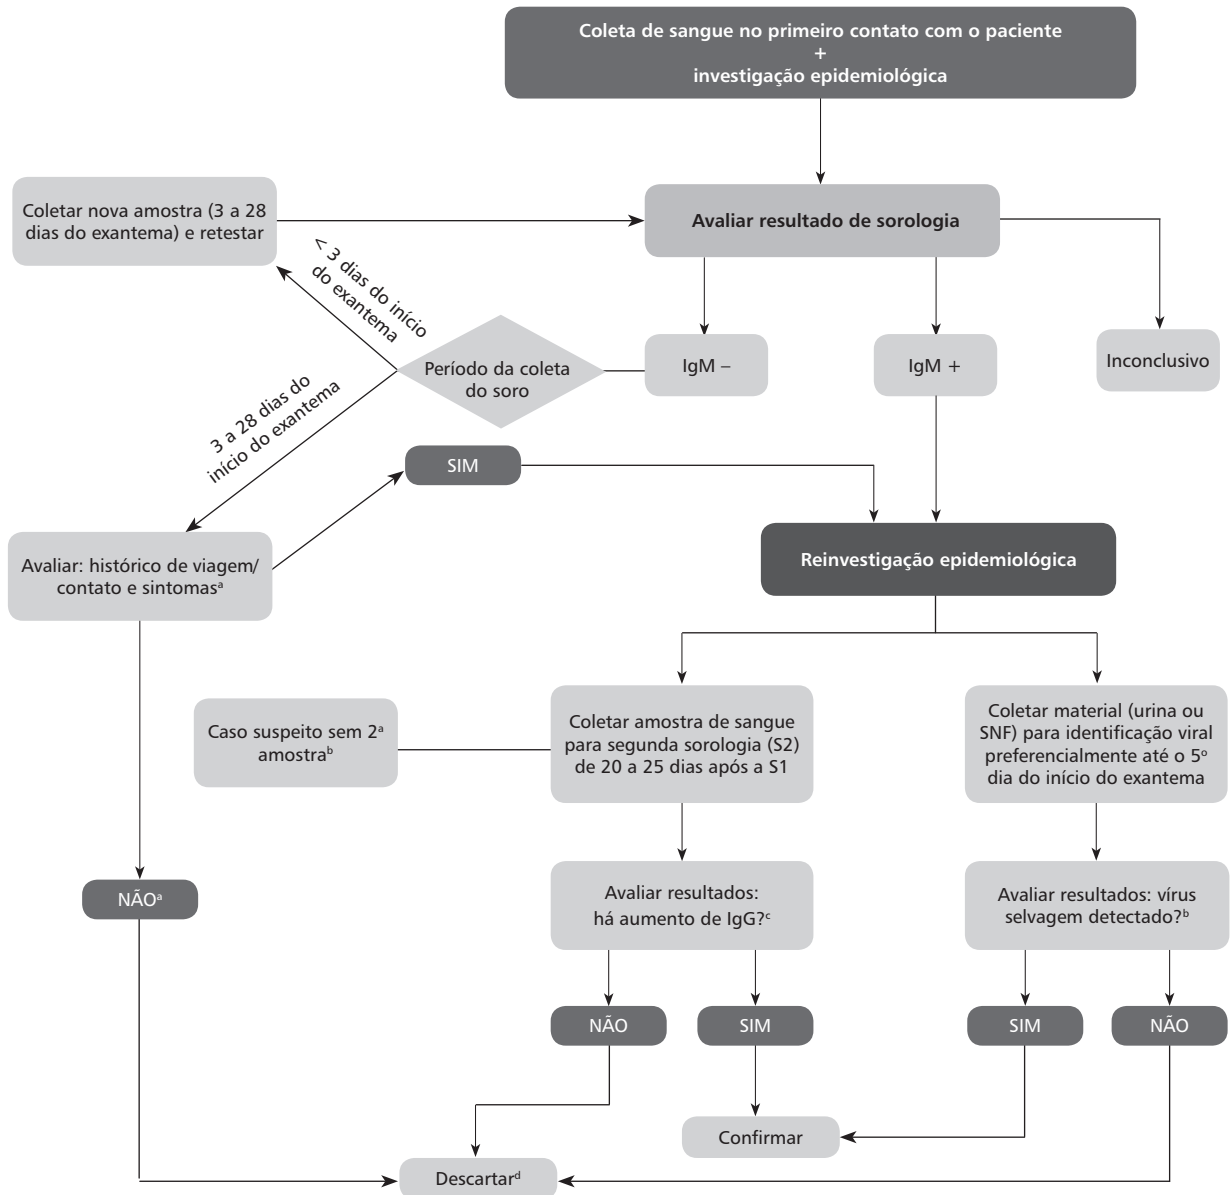 Coleta de sangue no primeiro contato com o paciente
+
investigação epidemiológica
Coletar nova amostra (3 a 28
dias do exantema) e retestar
Avaliar resultado de sorologia
< 3 dias do início
do exantema
Período da coleta
do soro
IgM –
IgM +
Inconclusivo
3 a 28 dias do
início do exantema
SIM
Avaliar: histórico de viagem/
contato e sintomasᵃ
Reinvestigação epidemiológica
Caso suspeito sem 2ª
amostraᵇ
Coletar amostra de sangue
para segunda sorologia (S2)
de 20 a 25 dias após a S1
Coletar material (urina ou
SNF) para identificação viral
preferencialmente até o 5º
dia do início do exantema
NÃOᵃ
Avaliar resultados:
há aumento de IgG?ᶜ
Avaliar resultados: vírus
selvagem detectado?ᵇ
NÃO
SIM
SIM
NÃO
Confirmar
Descartarᵈ